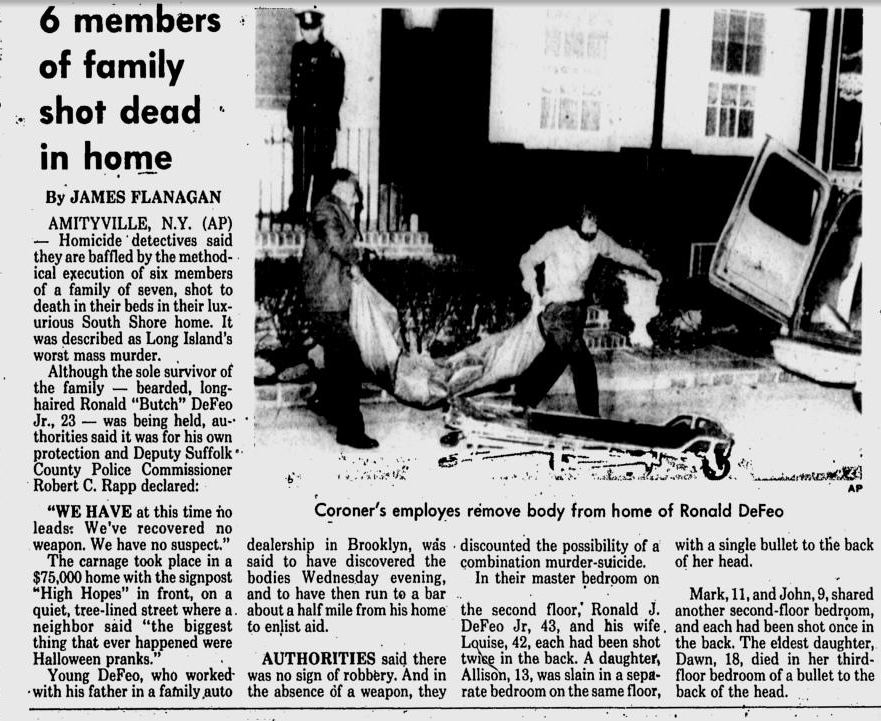 6 members
of family
shot dead
in home
By JAMES FLANAGAN
AMITYVILLE, N.Y. (AP)
— Homicide detectives said
they are baffled by the method-
ical execution of six members
of a family of seven, shot to
death in their beds in their lux-
urious South Shore home. It
was described as Long Island's
worst mass murder.
Although the sole survivor of
the family — bearded, long-
haired Ronald "Butch" DeFeo
Jr., 23 — was being held, au-
thorities said it was for his own
protection and Deputy Suffolk
County Police Commissioner
Robert C. Rapp declared:
"WE HAVE at this time no
leads: We've recovered no
weapon. We have no suspect."
The carnage took place in a
$75,000 home with the signpost
"High Hopes" in front, on a
quiet, tree-lined street where a
neighbor said "the biggest
thing that ever happened were
Halloween pranks."
Young DeFeo, who worked
with his father in a family auto
AP
Coroner's employes remove body from home of Ronald DeFeo
dealership in Brooklyn, was
said to have discovered the
bodies Wednesday evening,
and to have then run to a bar
about a half mile from his home
to enlist aid.
AUTHORITIES said there
was no sign of robbery. And in
the absence of a weapon, they
discounted the possibility of a
combination murder-suicide.
In their master bedroom on
the second floor, Ronald J.
DeFeo Jr, 43, and his wife
Louise, 42, each had been shot
twice in the back. A daughter,
Allison, 13, was slain in a sepa-
rate bedroom on the same floor,
with a single bullet to the back
of her head.
Mark, 11, and John, 9, shared
another second-floor bedroom,
and each had been shot once in
the back. The eldest daughter,
Dawn, 18, died in her third-
floor bedroom of a bullet to the
back of the head.